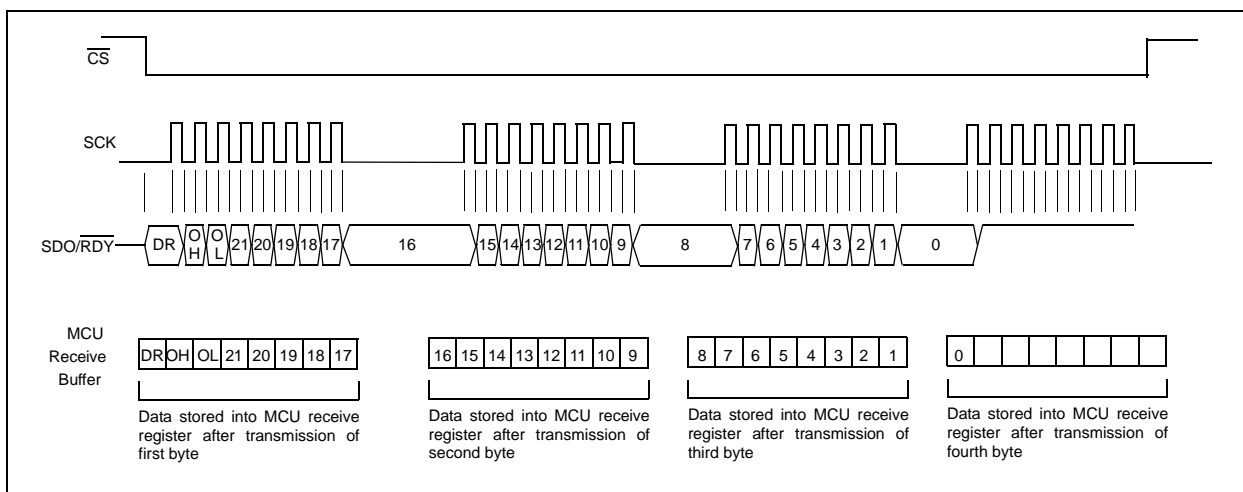 CS
SCK
SDO/RDY
DR OH OL 21 20 19 18 17 16 15 14 13 12 11 10 9 8 7 6 5 4 3 2 1 0
MCU
Receive
Buffer
DR OH OL 21 20 19 18 17
16 15 14 13 12 11 10 9
8 7 6 5 4 3 2 1
0
Data stored into MCU receive
register after transmission of
first byte
Data stored into MCU receive
register after transmission of
second byte
Data stored into MCU receive
register after transmission of
third byte
Data stored into MCU receive
register after transmission of
fourth byte